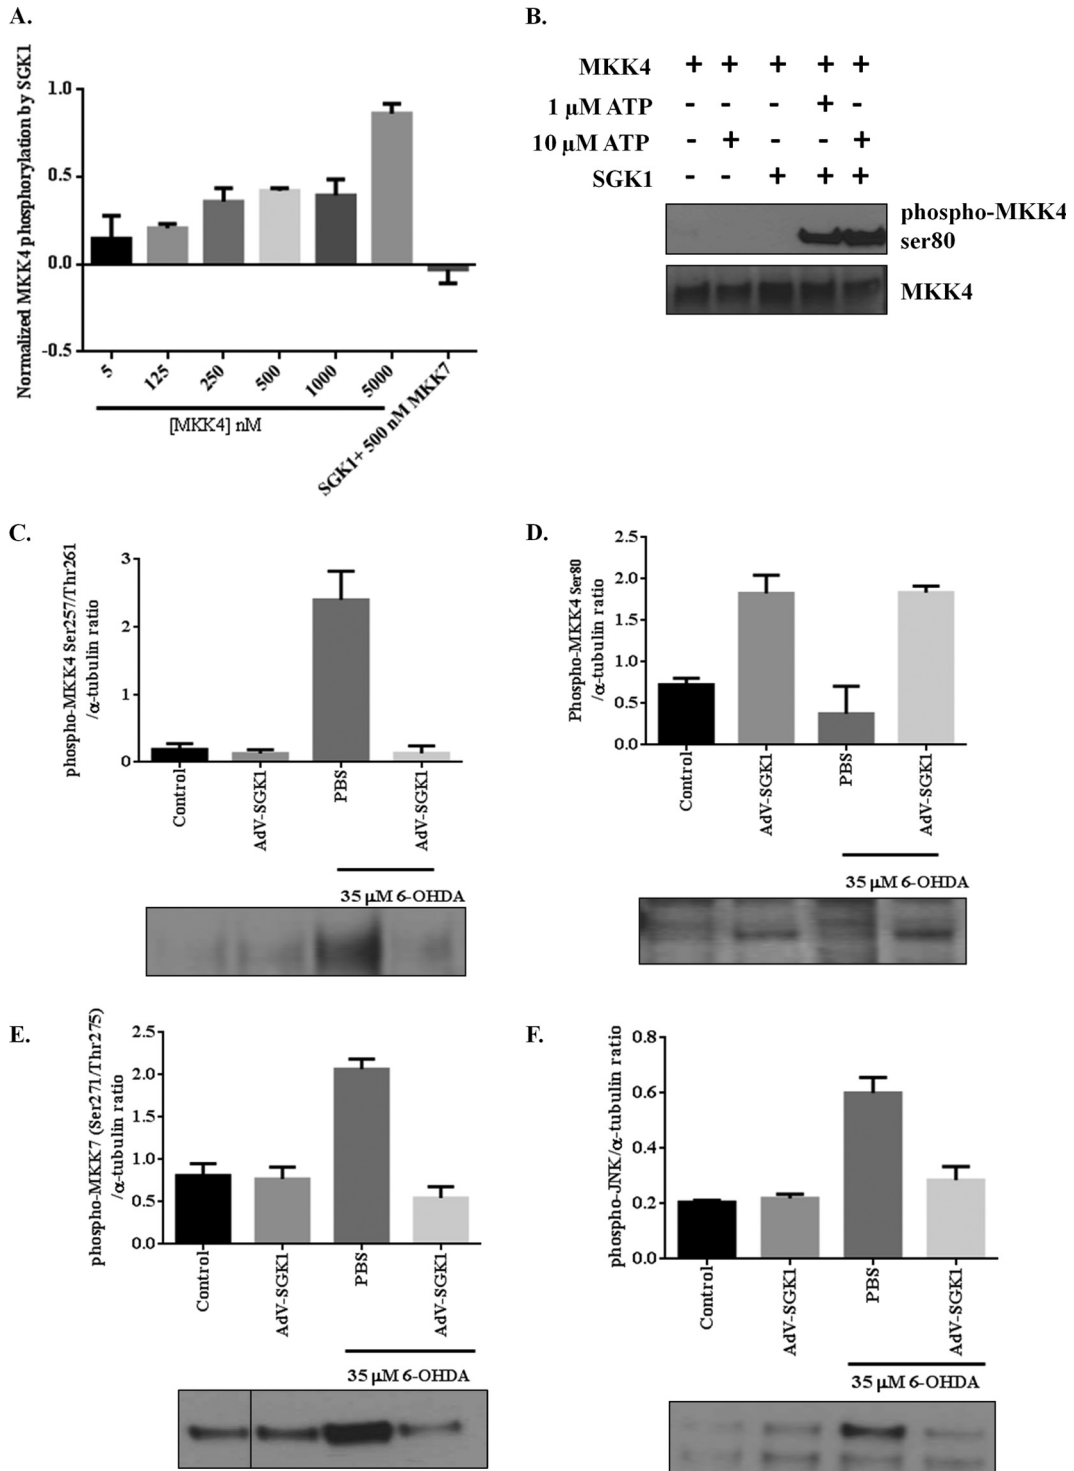 A.
Normalized MKK4 phosphorylation by SGK1
1.0
0.5
0.0
-0.5
5
125
250
500
1000
5000
SGK1+ 500 nM MKK7
[MKK4] nM
B.
MKK4 + + + + +
1 µM ATP - - - + -
10 µM ATP - + - - +
SGK1 - - + + +
phospho-MKK4
ser80
MKK4
C.
phospho-MKK4 Ser257/Thr261
/α-tubulin ratio
3
2
1
0
Control
AdV-SGK1
PBS
AdV-SGK1
35 µM 6-OHDA
D.
Phospho-MKK4 Ser80
/α-tubulin ratio
2.5
2.0
1.5
1.0
0.5
0.0
Control
AdV-SGK1
PBS
AdV-SGK1
35 µM 6-OHDA
E.
phospho-MKK7 (Ser271/Thr275)
/α-tubulin ratio
2.5
2.0
1.5
1.0
0.5
0.0
Control
AdV-SGK1
PBS
AdV-SGK1
35 µM 6-OHDA
F.
phospho-JNK/α-tubulin ratio
0.8
0.6
0.4
0.2
0.0
Control
AdV-SGK1
PBS
AdV-SGK1
35 µM 6-OHDA